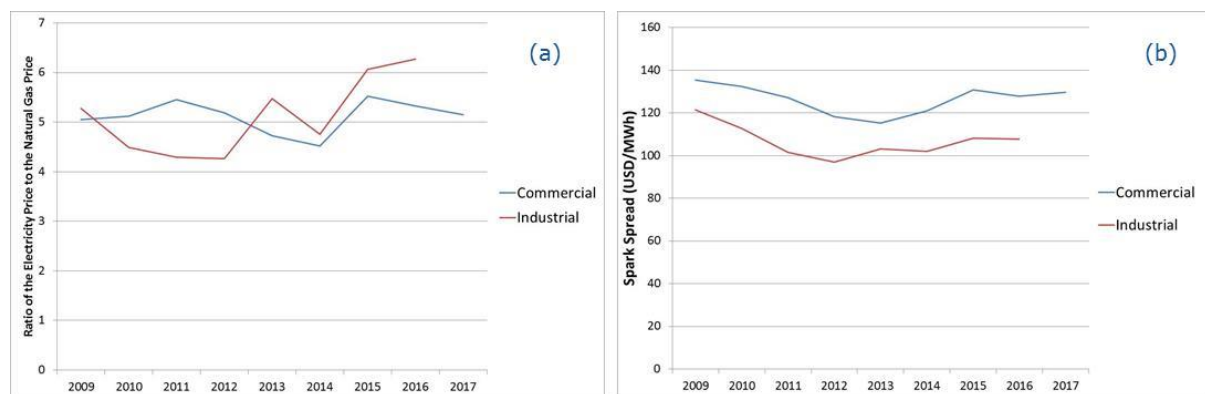 (a)
Ratio of the Electricity Price to the Natural Gas Price
7
6
5
4
3
2
1
0
2009 2010 2011 2012 2013 2014 2015 2016 2017
Commercial
Industrial
(b)
Spark Spread (USD/MWh)
160
140
120
100
80
60
40
20
0
2009 2010 2011 2012 2013 2014 2015 2016 2017
Commercial
Industrial